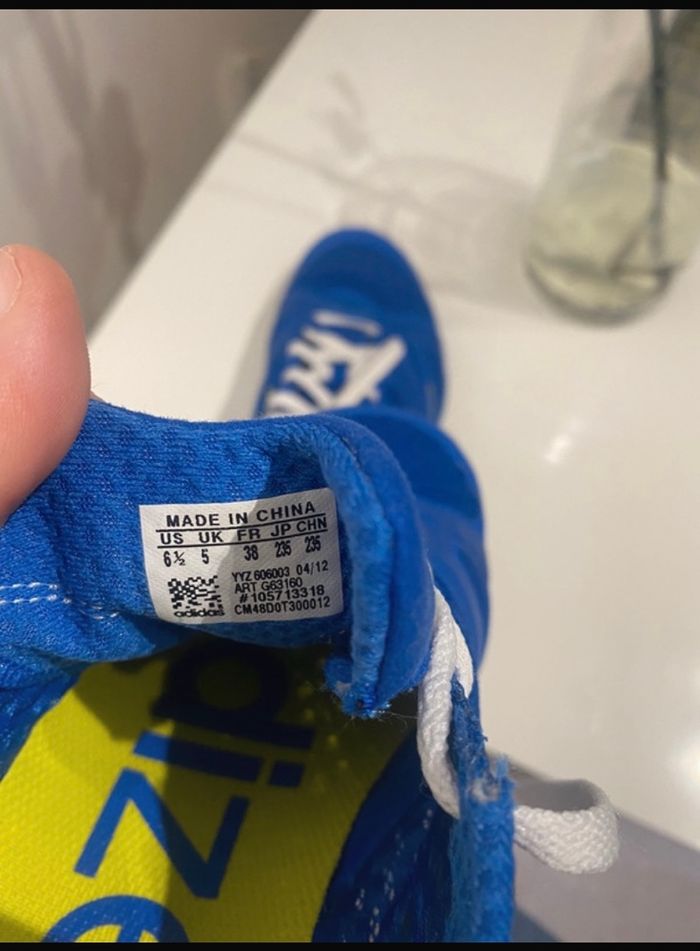 MADE IN CHINA
US UK FR JP CHN
6½ 5 38 235 235
YYZ 606003 04/12
ART G63160
#105713318
CM48D0T300012
adidas
dize